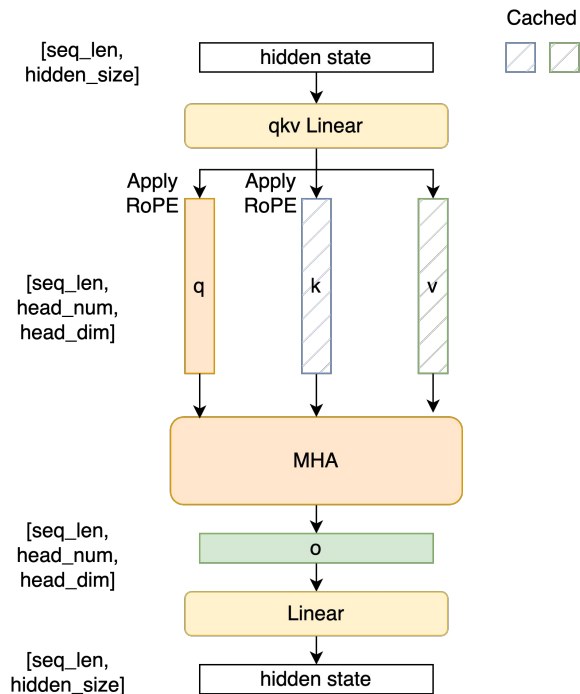 Cached
[seq_len,
hidden_size]
hidden state
qkv Linear
Apply
RoPE
Apply
RoPE
[seq_len,
head_num,
head_dim]
q
k
v
MHA
[seq_len,
head_num,
head_dim]
o
Linear
[seq_len,
hidden_size]
hidden state